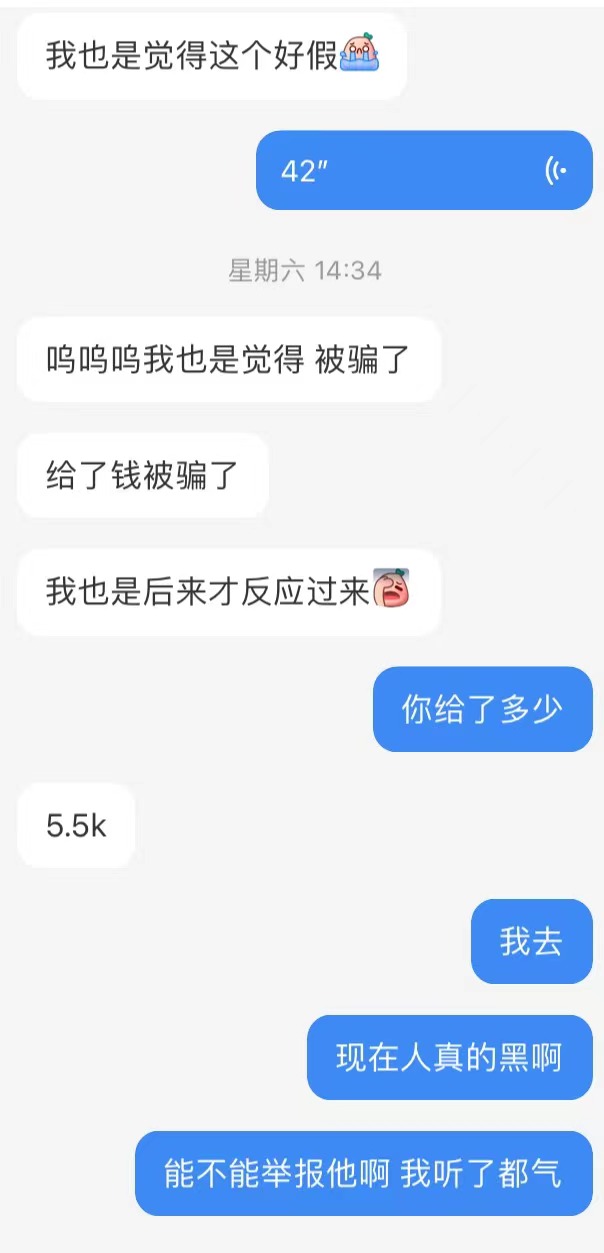 我也是觉得这个好假
42″
星期六 14:34
呜呜呜我也是觉得 被骗了
给了钱被骗了
我也是后来才反应过来
你给了多少
5.5k
我去
现在人真的黑啊
能不能举报他啊 我听了都气